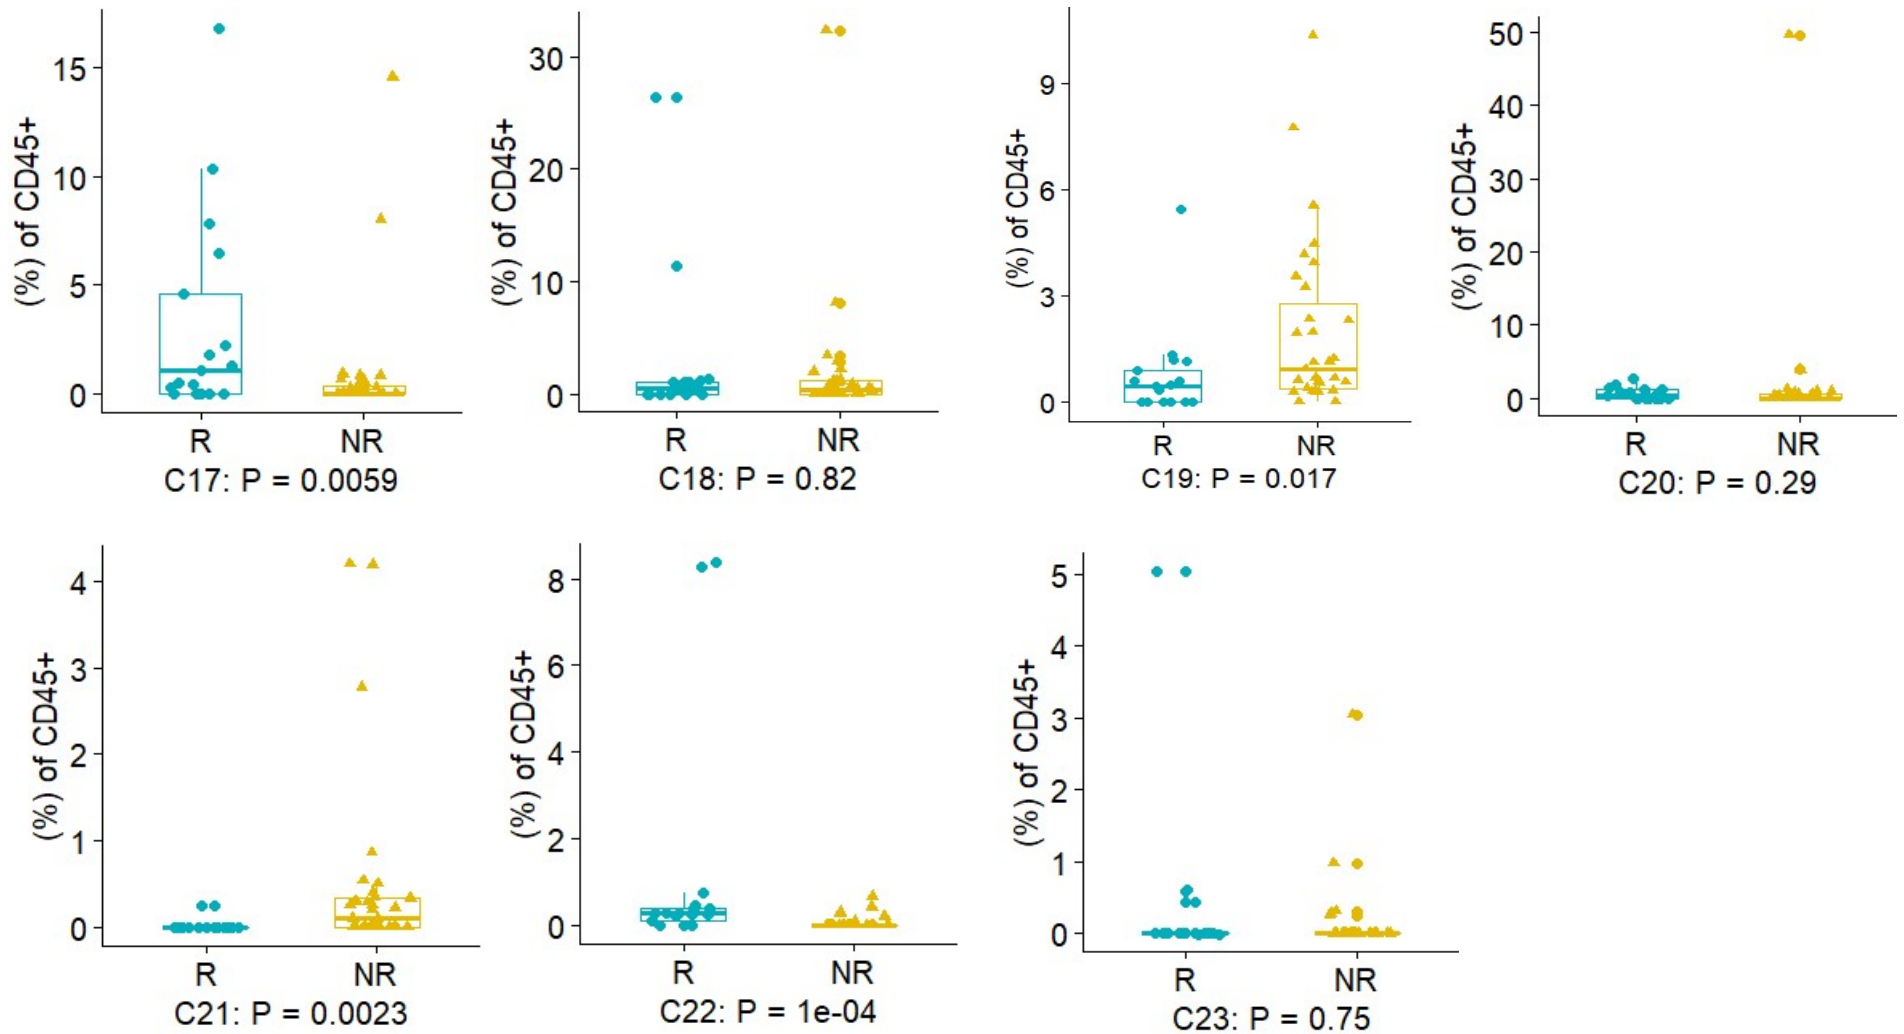 (%) of CD45+
15
10
5
0
R NR
C17: P = 0.0059
(%) of CD45+
30
20
10
0
R NR
C18: P = 0.82
(%) of CD45+
9
6
3
0
R NR
C19: P = 0.017
(%) of CD45+
50
40
30
20
10
0
R NR
C20: P = 0.29
(%) of CD45+
4
3
2
1
0
R NR
C21: P = 0.0023
(%) of CD45+
8
6
4
2
0
R NR
C22: P = 1e-04
(%) of CD45+
5
4
3
2
1
0
R NR
C23: P = 0.75